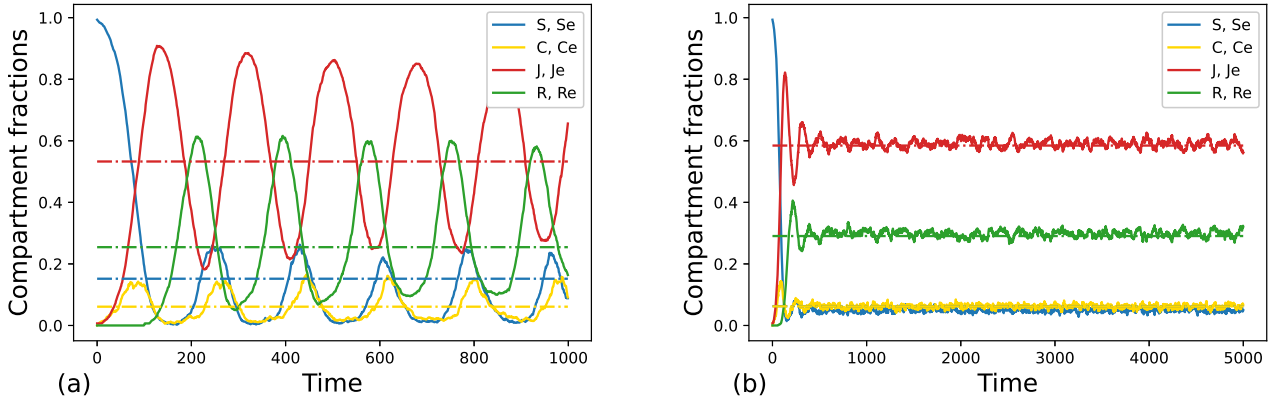 1.0
0.8
0.6
0.4
0.2
0.0
Compartment fractions
S, Se
C, Ce
J, Je
R, Re
0 200 400 600 800 1000
(a) Time
1.0
0.8
0.6
0.4
0.2
0.0
Compartment fractions
S, Se
C, Ce
J, Je
R, Re
0 1000 2000 3000 4000 5000
(b) Time